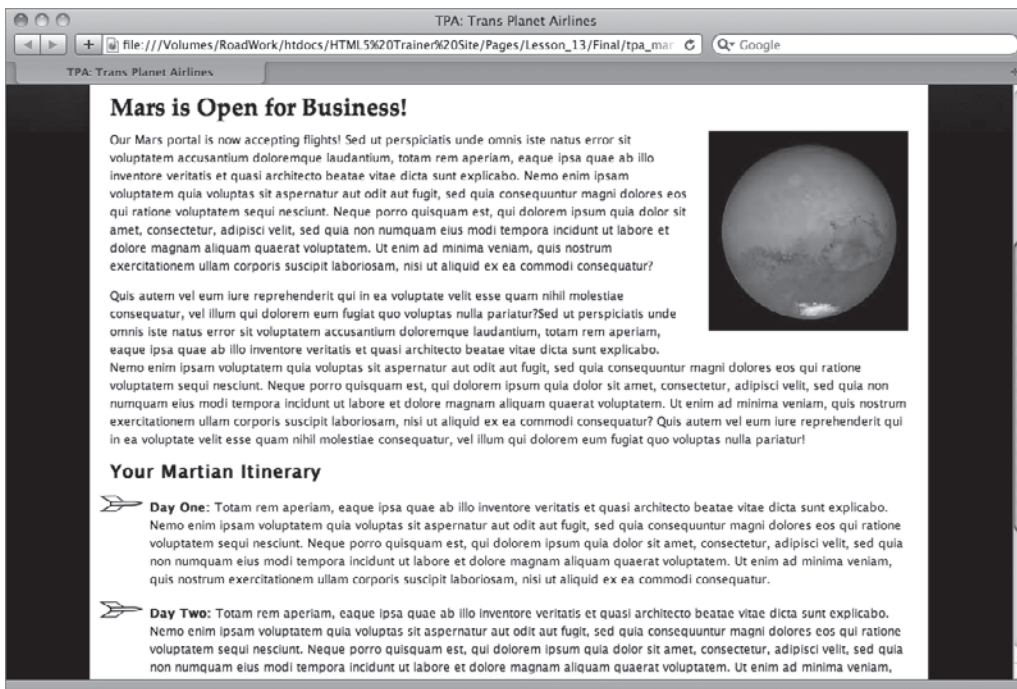 TPA: Trans Planet Airlines
file:///Volumes/RoadWork/htdocs/HTML5%20Trainer%20Site/Pages/Lesson_13/Final/tpa_mar
Google
TPA: Trans Planet Airlines
Mars is Open for Business!
Our Mars portal is now accepting flights! Sed ut perspiciatis unde omnis iste natus error sit
voluptatem accusantium doloremque laudantium, totam rem aperiam, eaque ipsa quae ab illo
inventore veritatis et quasi architecto beatae vitae dicta sunt explicabo. Nemo enim ipsam
voluptatem quia voluptas sit aspernatur aut odit aut fugit, sed quia consequuntur magni dolores eos
qui ratione voluptatem sequi nesciunt. Neque porro quisquam est, qui dolorem ipsum quia dolor sit
amet, consectetur, adipisci velit, sed quia non numquam eius modi tempora incidunt ut labore et
dolore magnam aliquam quaerat voluptatem. Ut enim ad minima veniam, quis nostrum
exercitationem ullam corporis suscipit laboriosam, nisi ut aliquid ex ea commodi consequatur?
Quis autem vel eum iure reprehenderit qui in ea voluptate velit esse quam nihil molestiae
consequatur, vel illum qui dolorem eum fugiat quo voluptas nulla pariatur?Sed ut perspiciatis unde
omnis iste natus error sit voluptatem accusantium doloremque laudantium, totam rem aperiam,
eaque ipsa quae ab illo inventore veritatis et quasi architecto beatae vitae dicta sunt explicabo.
Nemo enim ipsam voluptatem quia voluptas sit aspernatur aut odit aut fugit, sed quia consequuntur magni dolores eos qui ratione
voluptatem sequi nesciunt. Neque porro quisquam est, qui dolorem ipsum quia dolor sit amet, consectetur, adipisci velit, sed quia non
numquam eius modi tempora incidunt ut labore et dolore magnam aliquam quaerat voluptatem. Ut enim ad minima veniam, quis nostrum
exercitationem ullam corporis suscipit laboriosam, nisi ut aliquid ex ea commodi consequatur? Quis autem vel eum iure reprehenderit qui
in ea voluptate velit esse quam nihil molestiae consequatur, vel illum qui dolorem eum fugiat quo voluptas nulla pariatur!
Your Martian Itinerary
Day One: Totam rem aperiam, eaque ipsa quae ab illo inventore veritatis et quasi architecto beatae vitae dicta sunt explicabo.
Nemo enim ipsam voluptatem quia voluptas sit aspernatur aut odit aut fugit, sed quia consequuntur magni dolores eos qui ratione
voluptatem sequi nesciunt. Neque porro quisquam est, qui dolorem ipsum quia dolor sit amet, consectetur, adipisci velit, sed quia
non numquam eius modi tempora incidunt ut labore et dolore magnam aliquam quaerat voluptatem. Ut enim ad minima veniam,
quis nostrum exercitationem ullam corporis suscipit laboriosam, nisi ut aliquid ex ea commodi consequatur.
Day Two: Totam rem aperiam, eaque ipsa quae ab illo inventore veritatis et quasi architecto beatae vitae dicta sunt explicabo.
Nemo enim ipsam voluptatem quia voluptas sit aspernatur aut odit aut fugit, sed quia consequuntur magni dolores eos qui ratione
voluptatem sequi nesciunt. Neque porro quisquam est, qui dolorem ipsum quia dolor sit amet, consectetur, adipisci velit, sed quia
non numquam eius modi tempora incidunt ut labore et dolore magnam aliquam quaerat voluptatem. Ut enim ad minima veniam,